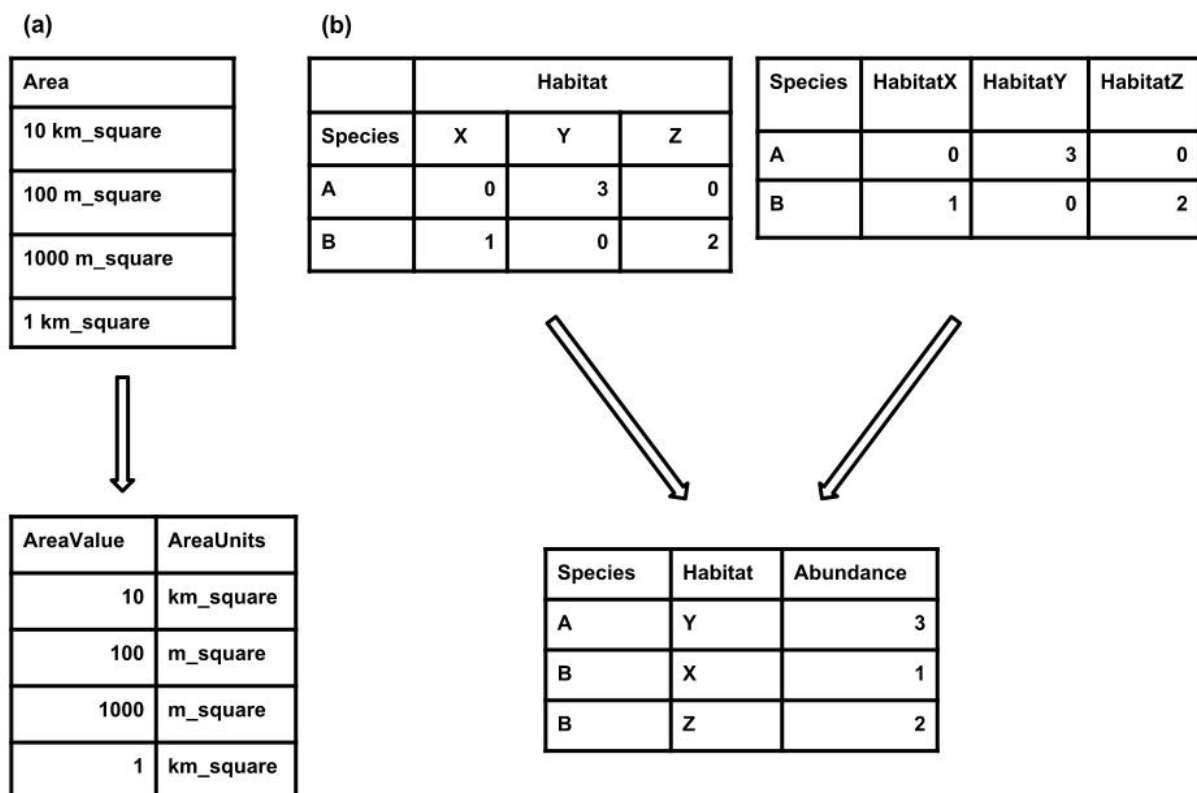 (a)
Area
10 km_square
100 m_square
1000 m_square
1 km_square
AreaValue AreaUnits
10 km_square
100 m_square
1000 m_square
1 km_square
(b)
Habitat
Species X Y Z
A 0 3 0
B 1 0 2
Species HabitatX HabitatY HabitatZ
A 0 3 0
B 1 0 2
Species Habitat Abundance
A Y 3
B X 1
B Z 2